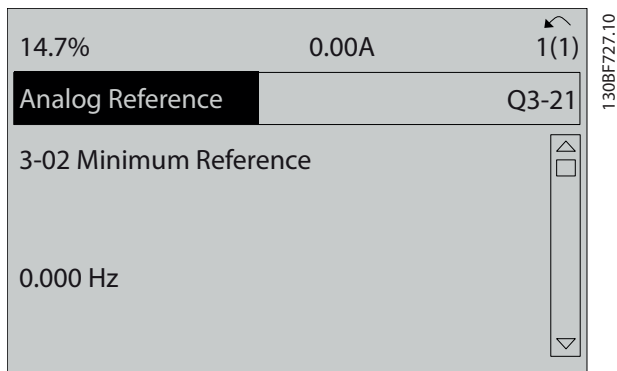 14.7% 0.00A 1(1)
Analog Reference Q3-21
3-02 Minimum Reference
0.000 Hz
130BF727.10